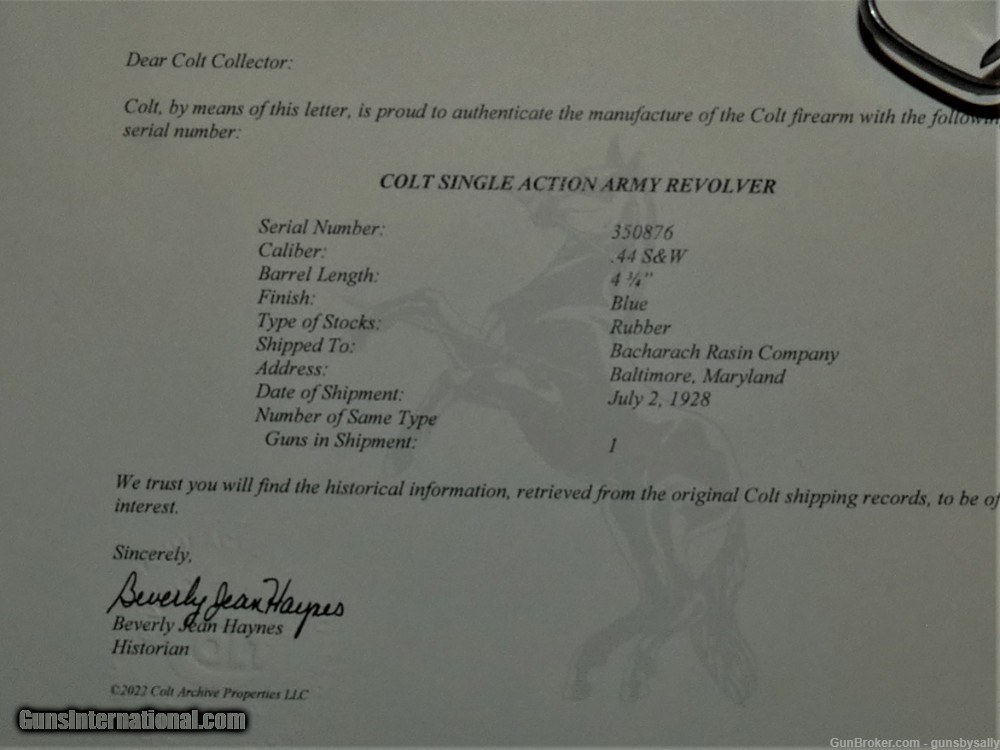 Dear Colt Collector:
Colt, by means of this letter, is proud to authenticate the manufacture of the Colt firearm with the followin
serial number:
COLT SINGLE ACTION ARMY REVOLVER
Serial Number: 350876
Caliber: .44 S&W
Barrel Length: 4 ¾"
Finish: Blue
Type of Stocks: Rubber
Shipped To: Bacharach Rasin Company
Address: Baltimore, Maryland
Date of Shipment: July 2, 1928
Number of Same Type
Guns in Shipment: 1
We trust you will find the historical information, retrieved from the original Colt shipping records, to be of
interest.
Sincerely,
Beverly Jean Haynes
Beverly Jean Haynes
Historian
©2022 Colt Archive Properties LLC
GunsInternational.com
GunBroker.com - gunsbysally